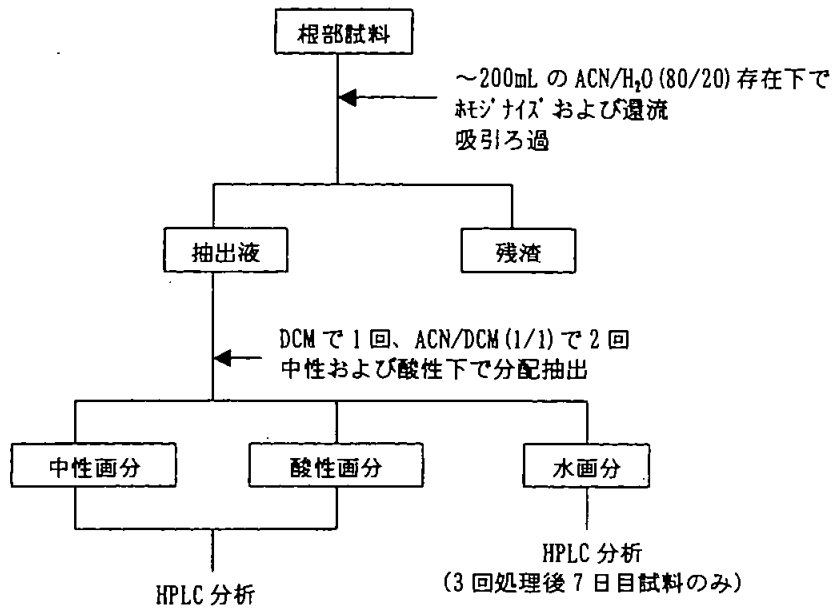 根部試料
～200mL の ACN/H₂O(80/20)存在下で
ﾎﾓｼﾞﾅｲｽﾞおよび還流
吸引ろ過
抽出液
残渣
DCM で 1 回、ACN/DCM(1/1)で 2 回
中性および酸性下で分配抽出
中性画分
酸性画分
水画分
HPLC 分析
HPLC 分析
(3 回処理後 7 日目試料のみ)